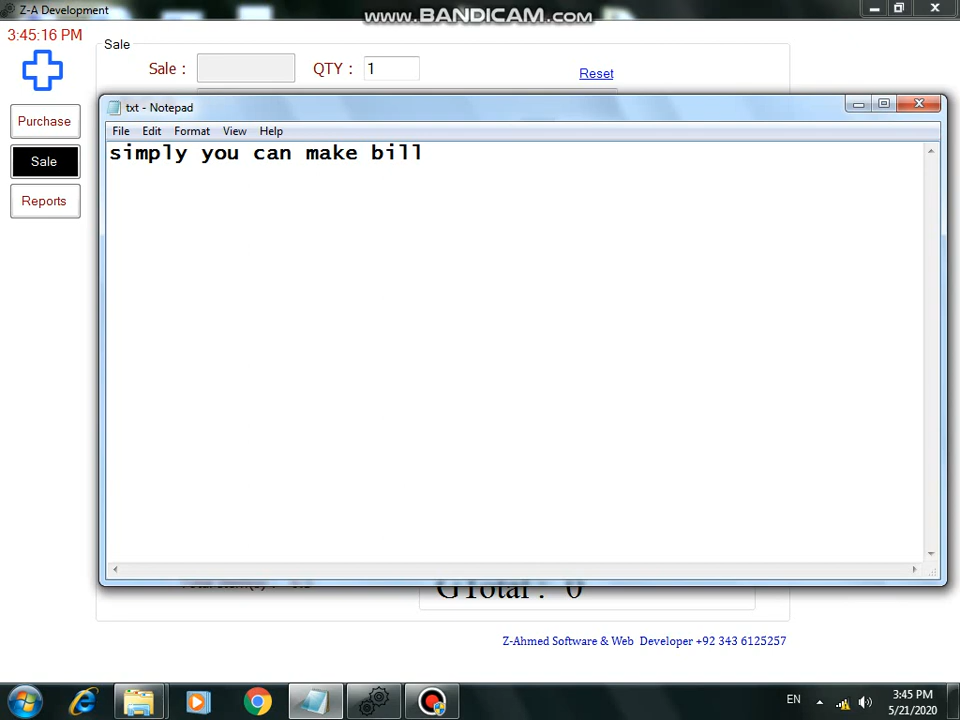 Z-A Development
www.BANDICAM.com
3:45:16 PM
Sale
Sale :
QTY :
1
Reset
Purchase
Sale
Reports
txt - Notepad
File Edit Format View Help
simply you can make bill
GTotal : 0
Z-Ahmed Software & Web Developer +92 343 6125257
EN
3:45 PM
5/21/2020